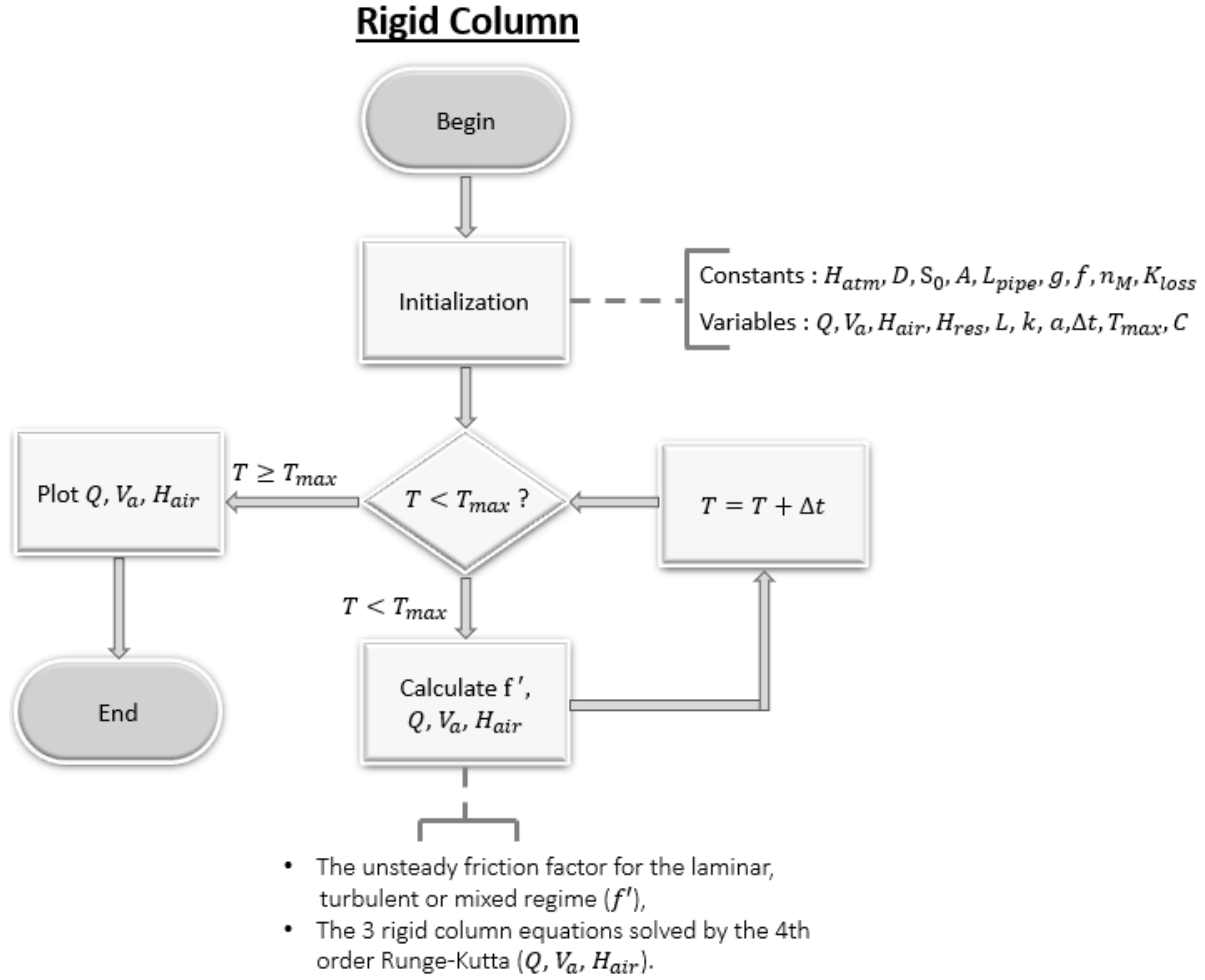 Rigid Column
Begin
Initialization
Constants : H_atm, D, S_0, A, L_pipe, g, f, n_M, K_loss
Variables : Q, V_a, H_air, H_res, L, k, a,Δt, T_max, C
Plot Q, V_a, H_air
T ≥ T_max
T < T_max ?
T = T + Δt
T < T_max
End
Calculate f′,
Q, V_a, H_air
• The unsteady friction factor for the laminar,
turbulent or mixed regime (f′),
• The 3 rigid column equations solved by the 4th
order Runge-Kutta (Q, V_a, H_air).